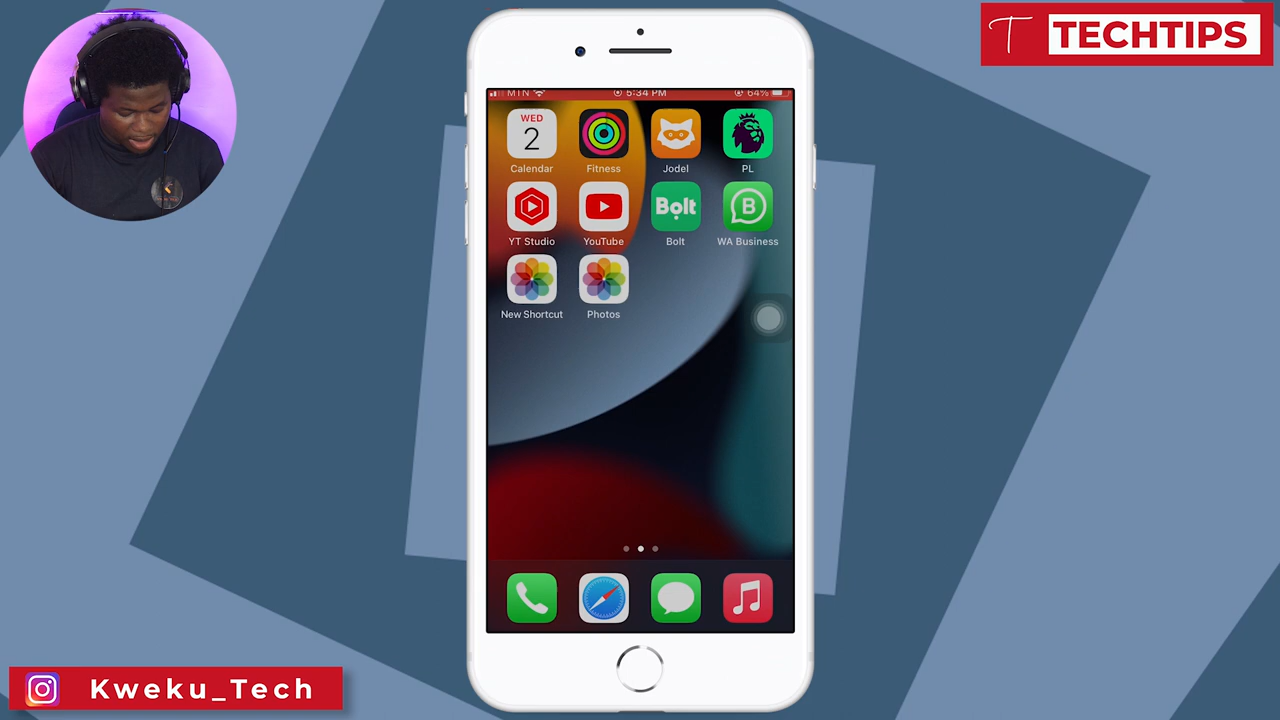 T TECHTIPS
MTN 5:34 PM 64%
WED
2
Calendar Fitness Jodel PL
Bolt B
YT Studio YouTube Bolt WA Business
New Shortcut Photos
Kweku_Tech